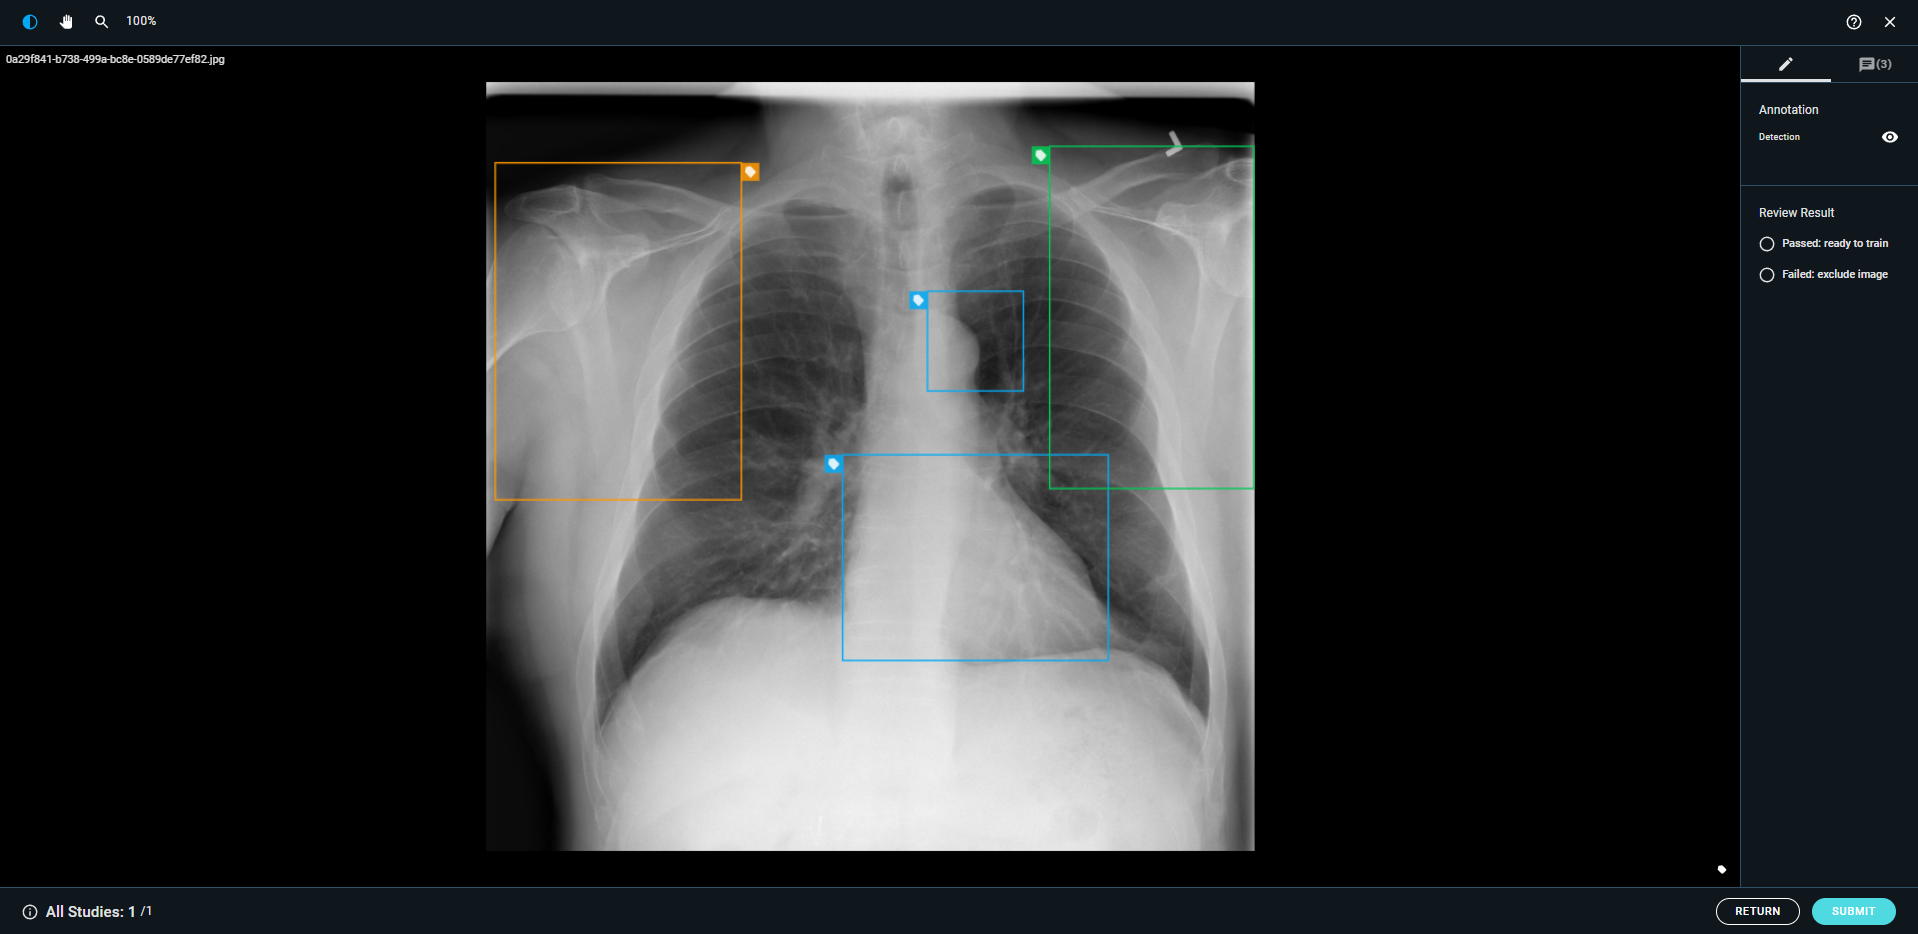 100%
0a29f841-b738-499a-bc8e-0589de77ef82.jpg
(3)
Annotation
Detection
Review Result
Passed: ready to train
Failed: exclude image
All Studies: 1 /1
RETURN
SUBMIT